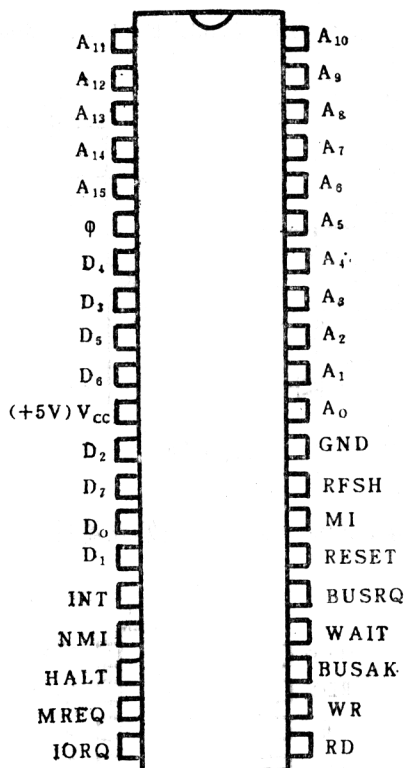 A₁₁
A₁₂
A₁₃
A₁₄
A₁₅
φ
D₄
D₃
D₅
D₆
(+5V) Vcc
D₂
D₇
D₀
D₁
INT
NMI
HALT
MREQ
IORQ
A₁₀
A₉
A₈
A₇
A₆
A₅
A₄
A₃
A₂
A₁
A₀
GND
RFSH
MI
RESET
BUSRQ
WAIT
BUSAK
WR
RD